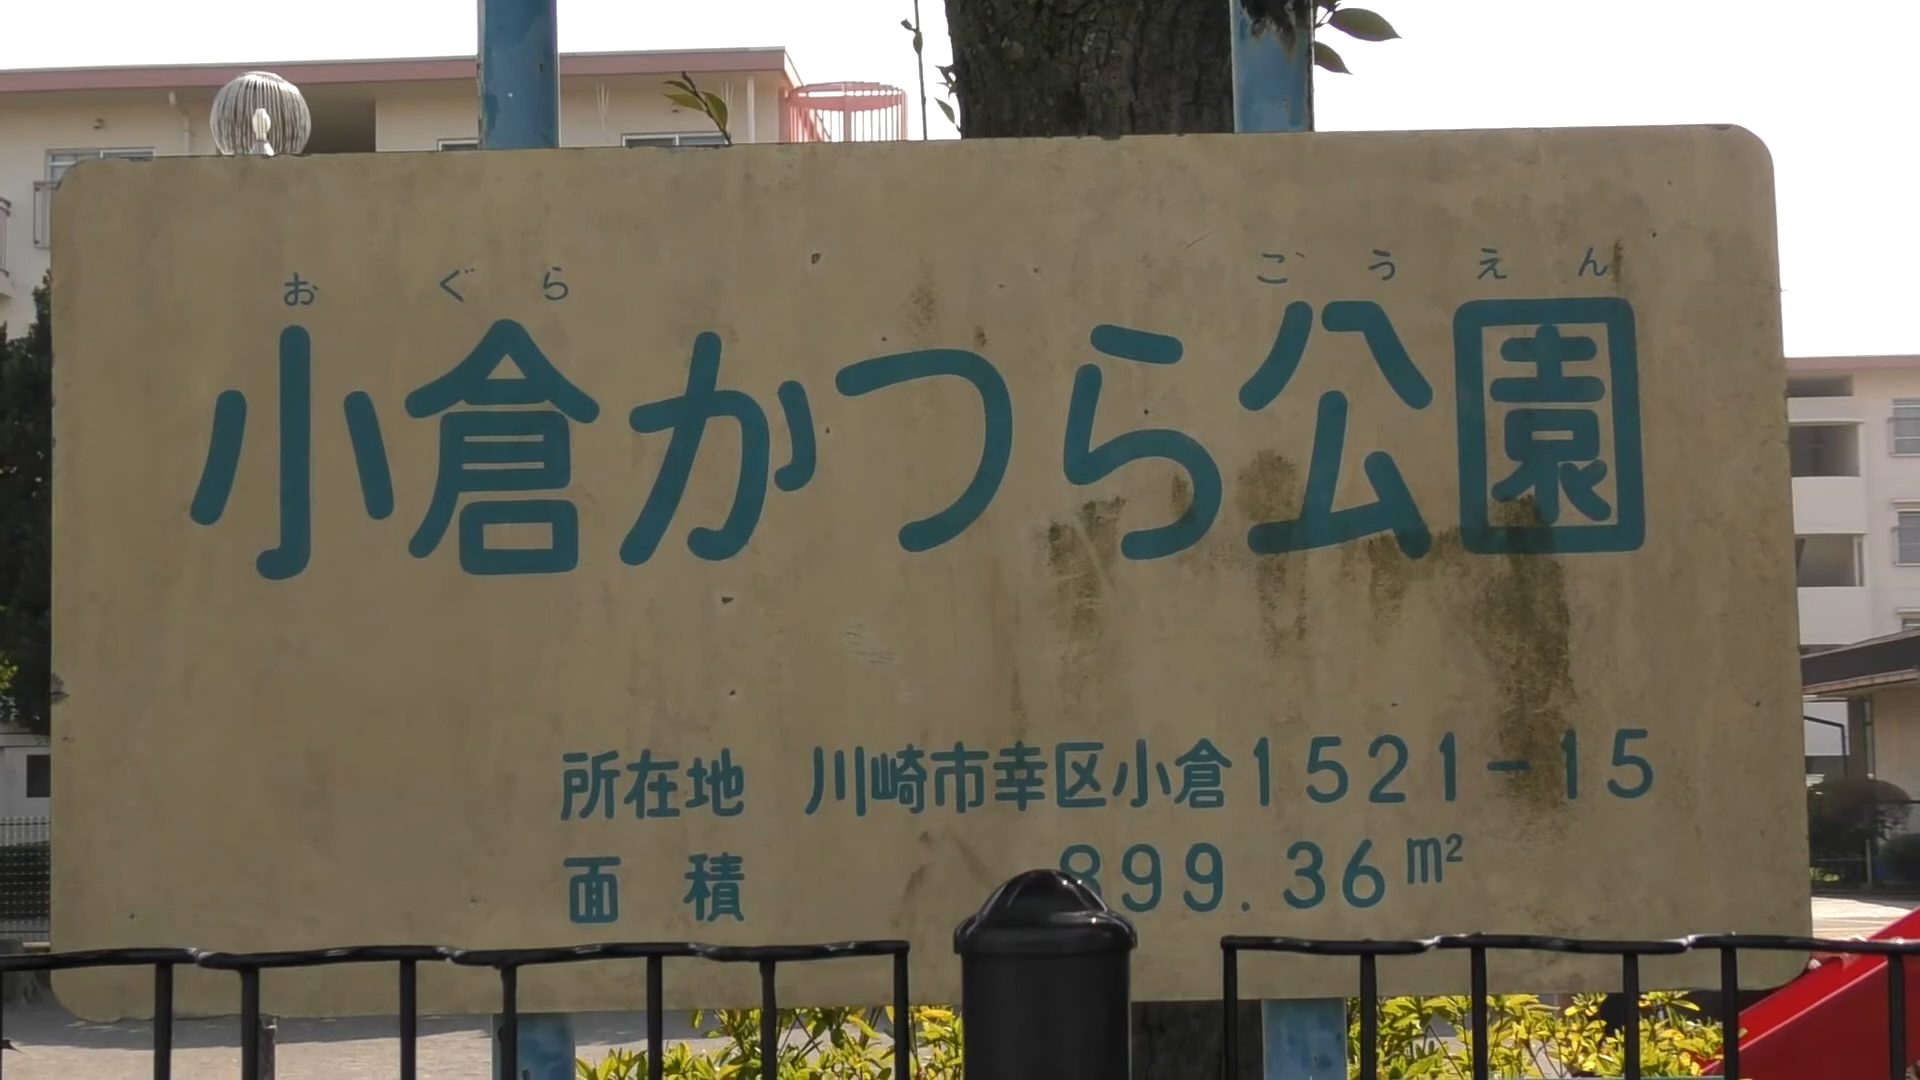 おぐら ごうえん
小倉かつら公園
所在地 川崎市幸区小倉1521-15
面積 899.36m²